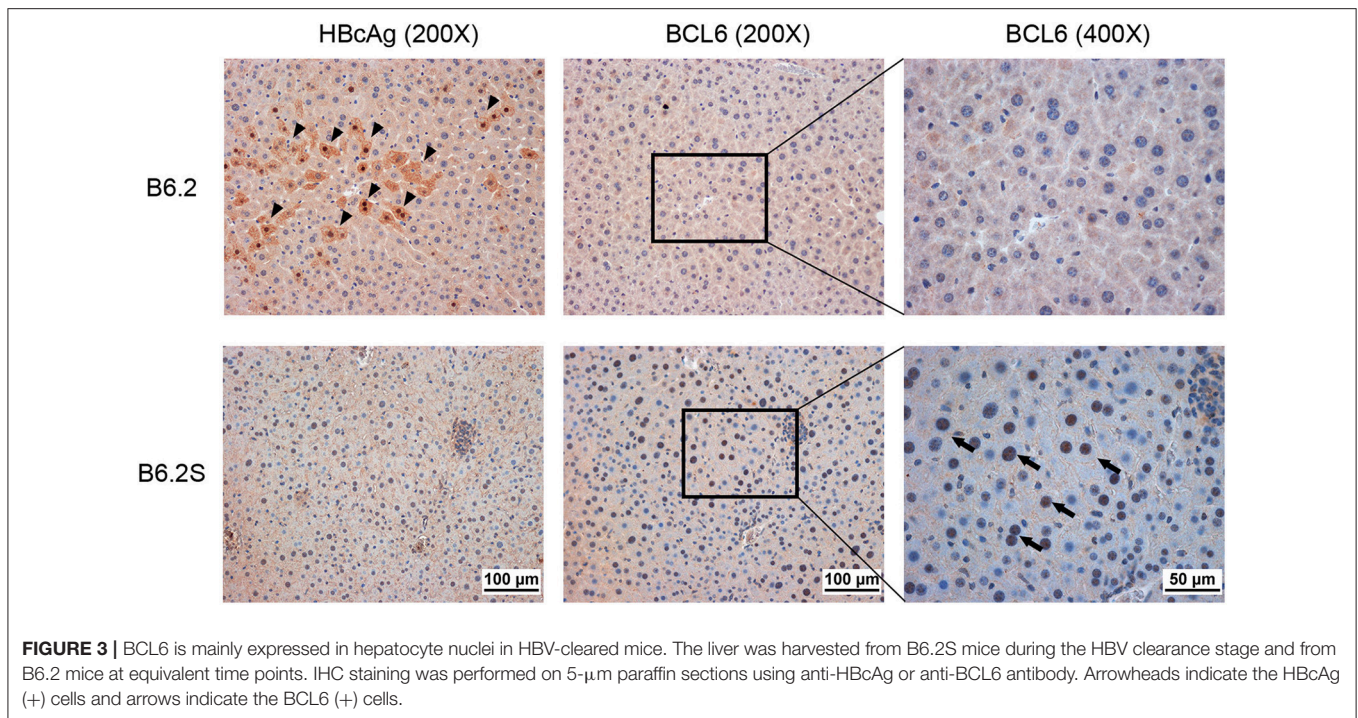 HBcAg (200X) BCL6 (200X) BCL6 (400X)
B6.2
B6.2S
100 µm 100 µm 50 µm
FIGURE 3 | BCL6 is mainly expressed in hepatocyte nuclei in HBV-cleared mice. The liver was harvested from B6.2S mice during the HBV clearance stage and from
B6.2 mice at equivalent time points. IHC staining was performed on 5-µm paraffin sections using anti-HBcAg or anti-BCL6 antibody. Arrowheads indicate the HBcAg
(+) cells and arrows indicate the BCL6 (+) cells.